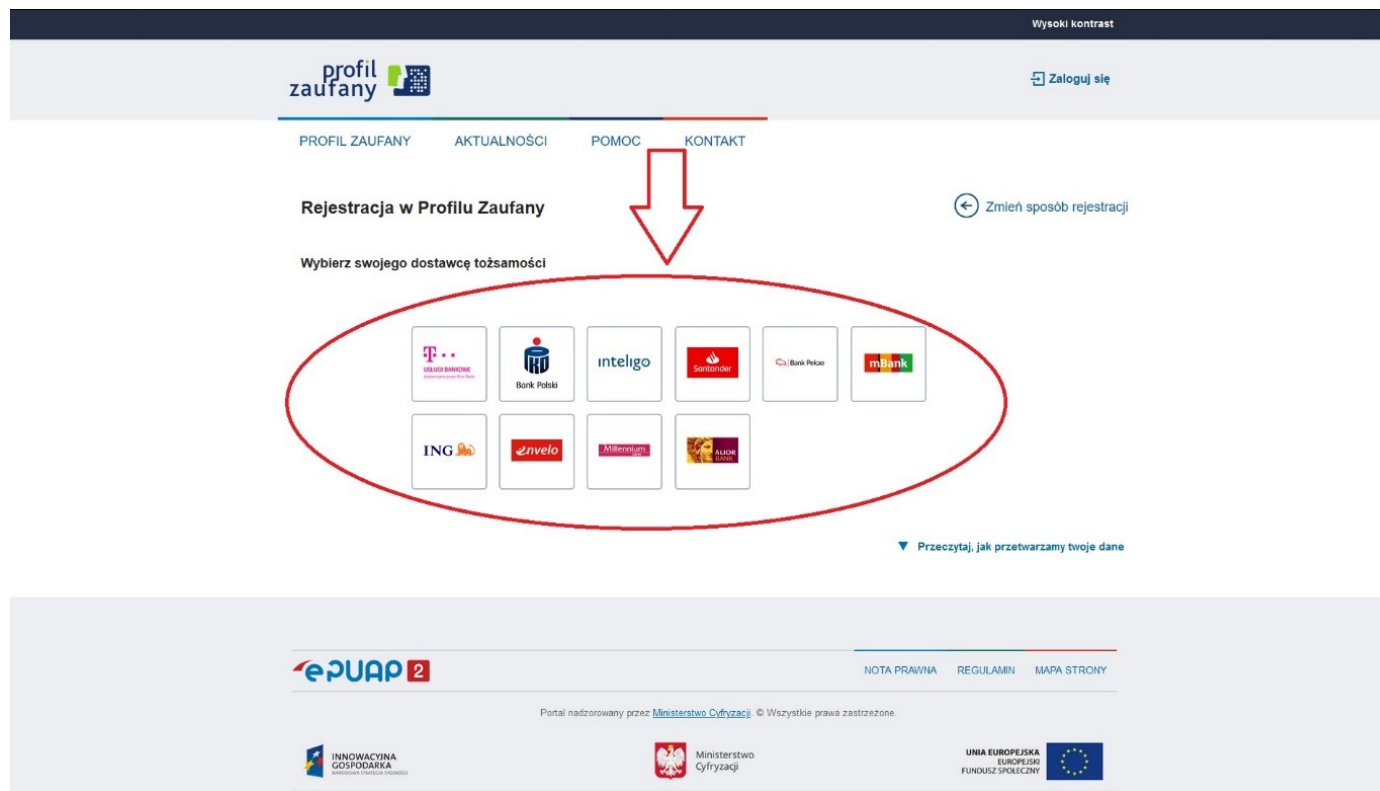 Wysoki kontrast
profil
zaufany
Zaloguj się
PROFIL ZAUFANY AKTUALNOŚCI POMOC KONTAKT
Rejestracja w Profilu Zaufany
Zmień sposób rejestracji
Wybierz swojego dostawcę tożsamości
T..
USŁUGI BANKOWE
Bank Polski
inteligo
Santander
Bank Pekao
mBank
ING
envelo
Millennium
ALIOR
BANK
Przeczytaj, jak przetwarzamy twoje dane
ePUAP 2
NOTA PRAWNA REGULAMIN MAPA STRONY
Portal nadzorowany przez Ministerstwo Cyfryzacji. © Wszystkie prawa zastrzeżone.
INNOWACYJNA
GOSPODARKA
NARODOWA STRATEGIA SPÓJNOŚCI
Ministerstwo
Cyfryzacji
UNIA EUROPEJSKA
EUROPEJSKI
FUNDUSZ SPOŁECZNY